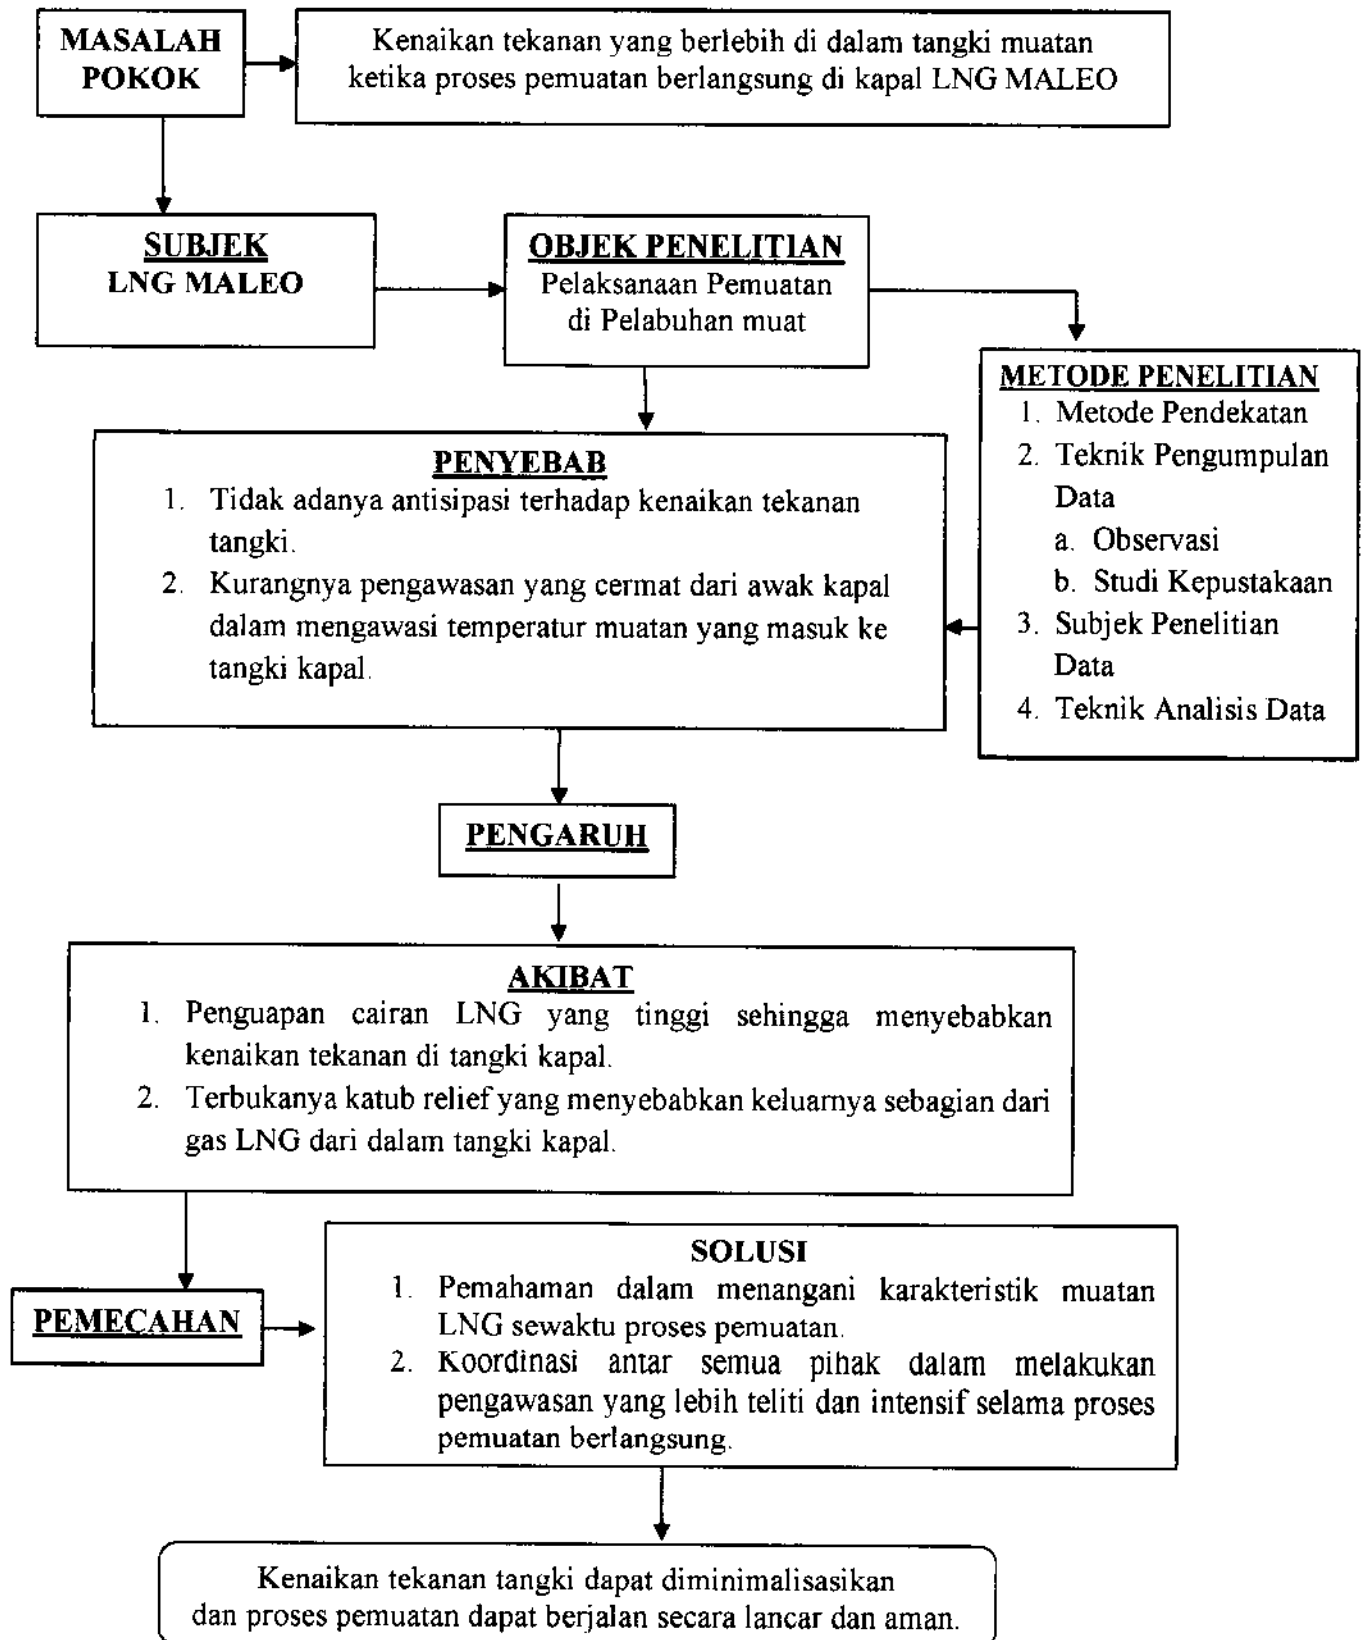 MASALAH
POKOK
Kenaikan tekanan yang berlebih di dalam tangki muatan
ketika proses pemuatan berlangsung di kapal LNG MALEO
SUBJEK
LNG MALEO
OBJEK PENELITIAN
Pelaksanaan Pemuatan
di Pelabuhan muat
METODE PENELITIAN
1. Metode Pendekatan
2. Teknik Pengumpulan
Data
a. Observasi
b. Studi Kepustakaan
3. Subjek Penelitian
Data
4. Teknik Analisis Data
PENYEBAB
1. Tidak adanya antisipasi terhadap kenaikan tekanan
tangki.
2. Kurangnya pengawasan yang cermat dari awak kapal
dalam mengawasi temperatur muatan yang masuk ke
tangki kapal.
PENGARUH
AKIBAT
1. Penguapan cairan LNG yang tinggi sehingga menyebabkan
kenaikan tekanan di tangki kapal.
2. Terbukanya katub relief yang menyebabkan keluarnya sebagian dari
gas LNG dari dalam tangki kapal.
PEMECAHAN
SOLUSI
1. Pemahaman dalam menangani karakteristik muatan
LNG sewaktu proses pemuatan.
2. Koordinasi antar semua pihak dalam melakukan
pengawasan yang lebih teliti dan intensif selama proses
pemuatan berlangsung.
Kenaikan tekanan tangki dapat diminimalisasikan
dan proses pemuatan dapat berjalan secara lancar dan aman.